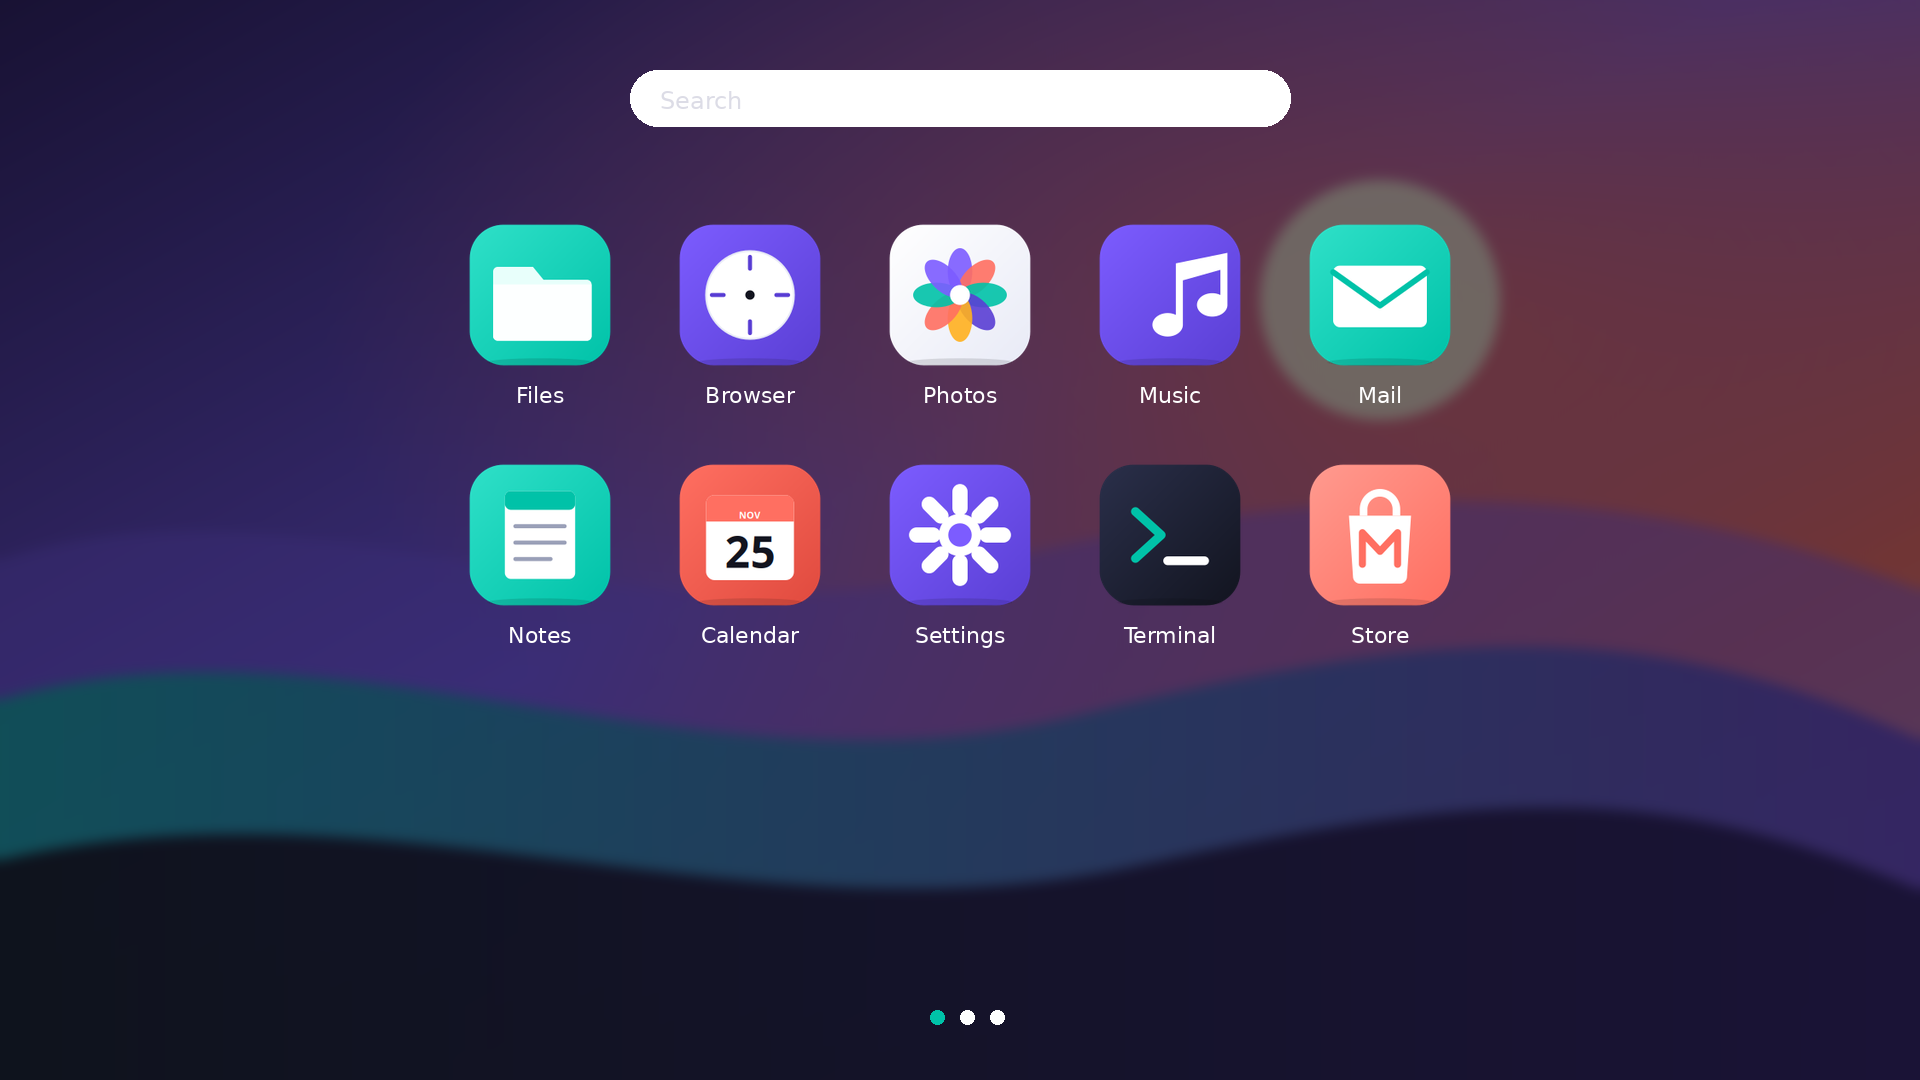 Search
Files
Browser
Photos
Music
Mail
NOV
25
M
Notes
Calendar
Settings
Terminal
Store